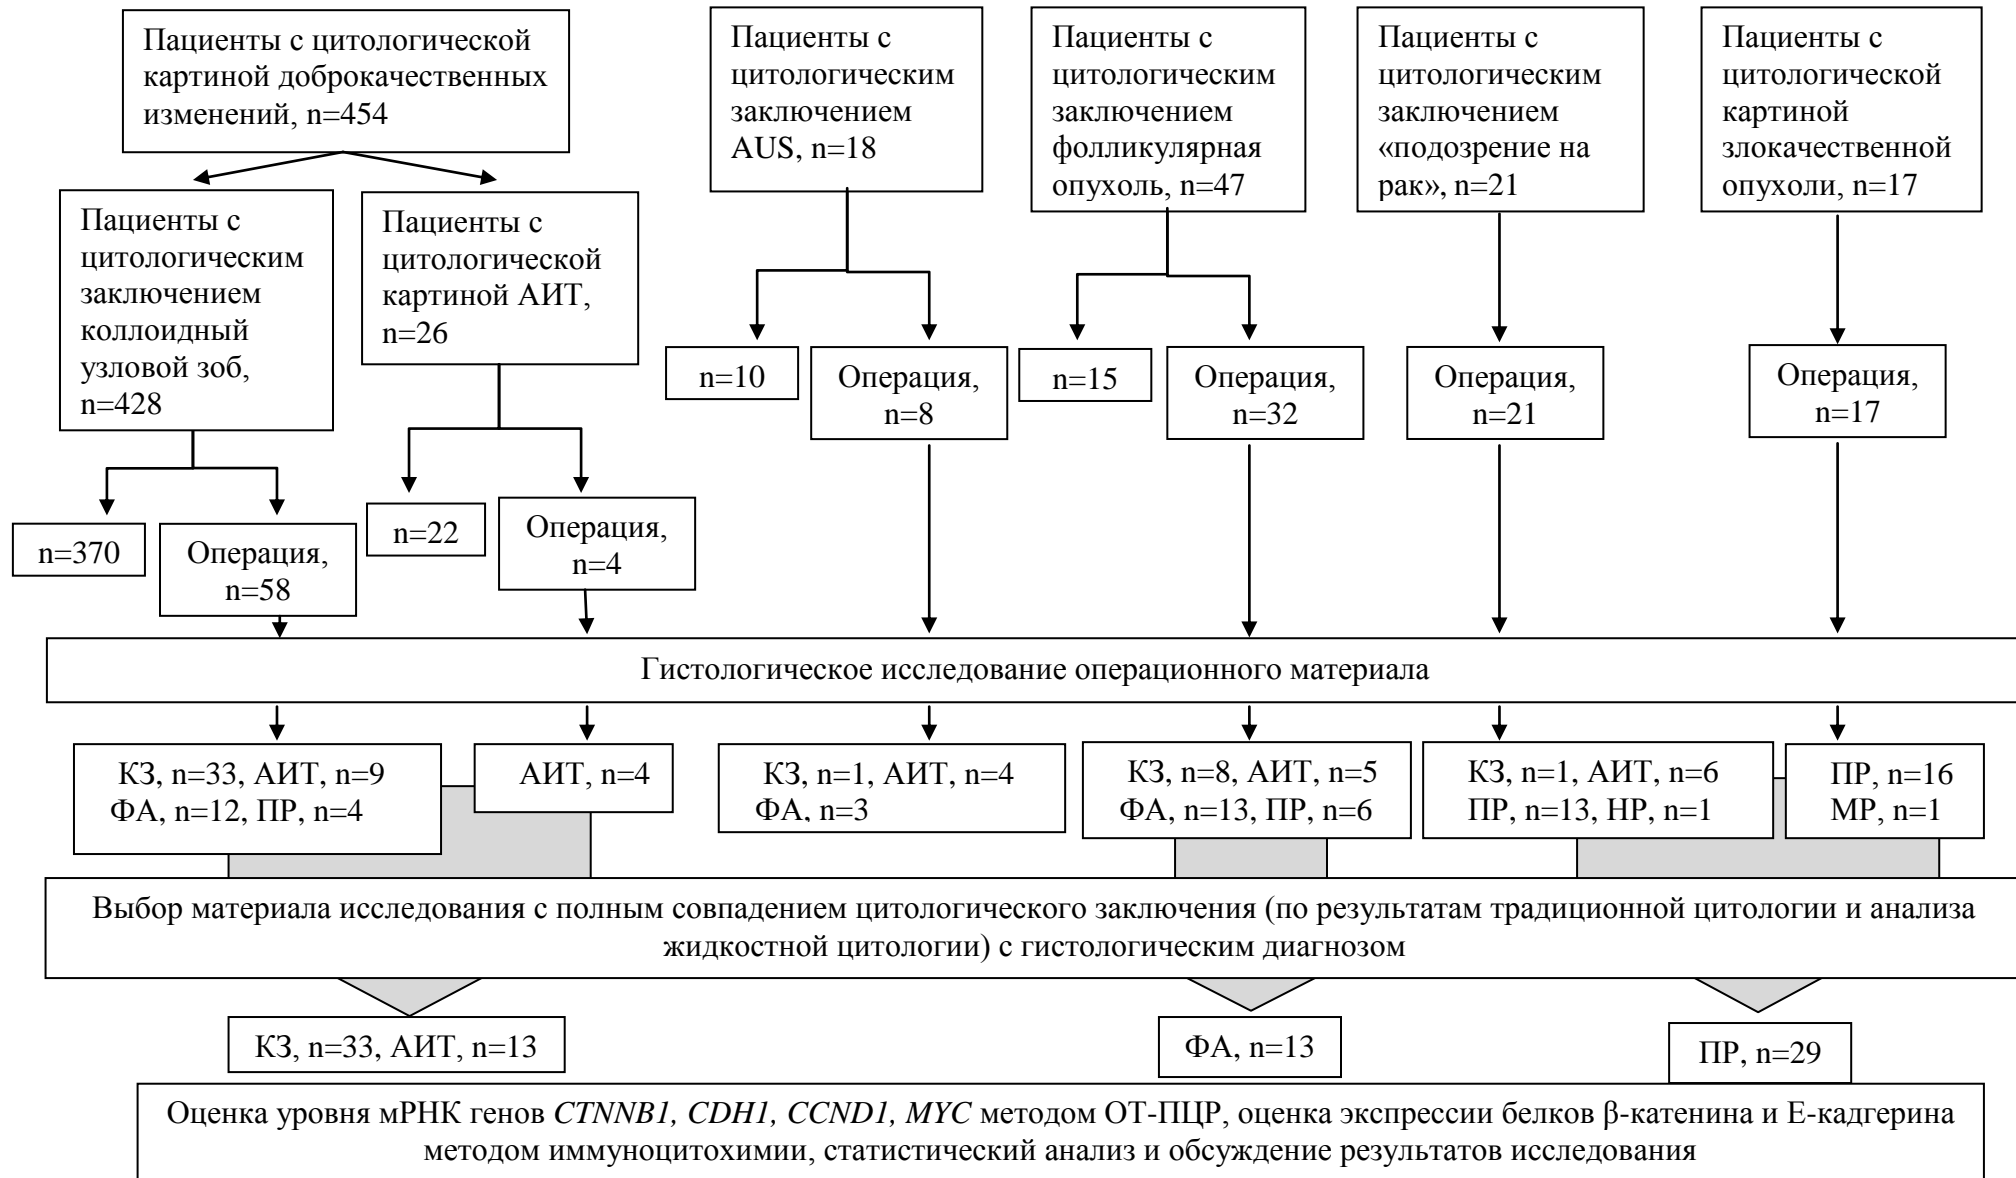 Пациенты с цитологической
картиной доброкачественных
изменений, n=454
Пациенты с
цитологическим
заключением
AUS, n=18
Пациенты с
цитологическим
заключением
фолликулярная
опухоль, n=47
Пациенты с
цитологическим
заключением
«подозрение на
рак», n=21
Пациенты с
цитологической
картиной
злокачественной
опухоли, n=17
Пациенты с
цитологическим
заключением
коллоидный
узловой зоб,
n=428
Пациенты с
цитологической
картиной АИТ,
n=26
n=10
Операция,
n=8
n=15
Операция,
n=32
Операция,
n=21
Операция,
n=17
n=370
Операция,
n=58
n=22
Операция,
n=4
Гистологическое исследование операционного материала
КЗ, n=33, АИТ, n=9
ФА, n=12, ПР, n=4
АИТ, n=4
КЗ, n=1, АИТ, n=4
ФА, n=3
КЗ, n=8, АИТ, n=5
ФА, n=13, ПР, n=6
КЗ, n=1, АИТ, n=6
ПР, n=13, НР, n=1
ПР, n=16
МР, n=1
Выбор материала исследования с полным совпадением цитологического заключения (по результатам традиционной цитологии и анализа
жидкостной цитологии) с гистологическим диагнозом
КЗ, n=33, АИТ, n=13
ФА, n=13
ПР, n=29
Оценка уровня мРНК генов CTNNB1, CDH1, CCND1, MYC методом ОТ-ПЦР, оценка экспрессии белков β-катенина и Е-кадгерина
методом иммуноцитохимии, статистический анализ и обсуждение результатов исследования